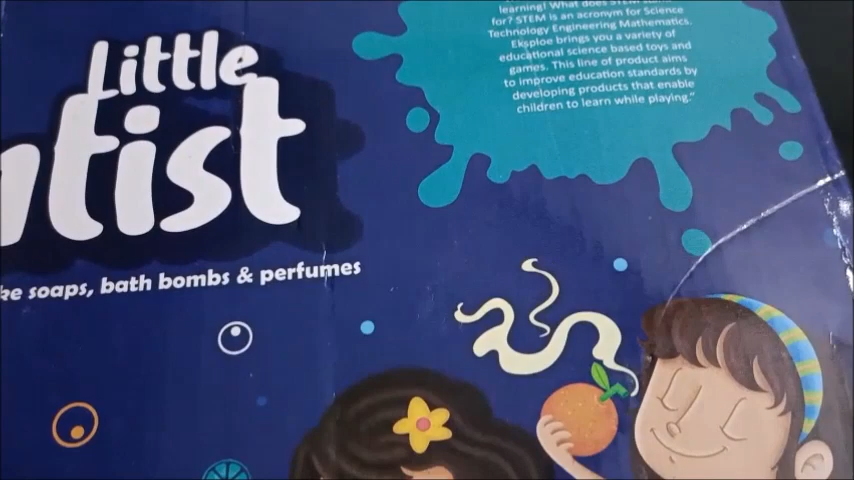 Little
ntist
ke soaps, bath bombs & perfumes
learning! What does STEM
for? STEM is an acronym for Science
Technology Engineering Mathematics.
Eksploe brings you a variety of
educational science based toys and
games. This line of product aims
to improve education standards by
developing products that enable
children to learn while playing."